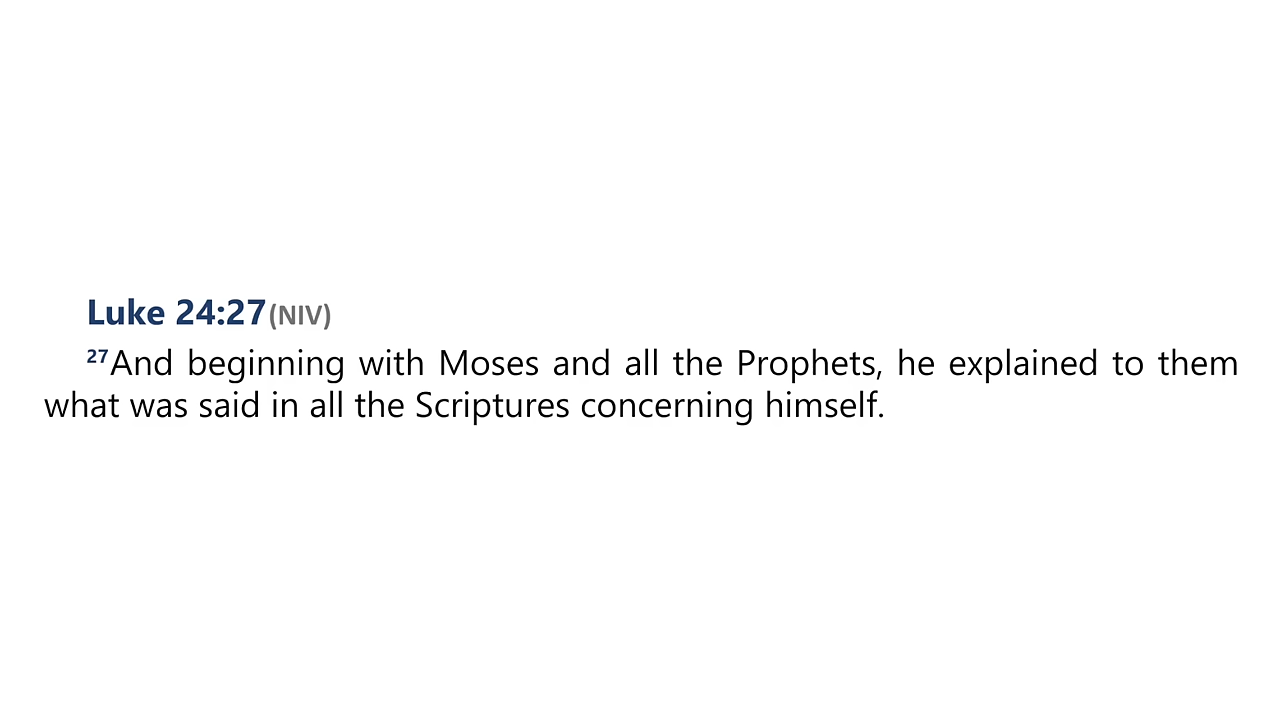 Luke 24:27(NIV)
27And beginning with Moses and all the Prophets, he explained to them
what was said in all the Scriptures concerning himself.